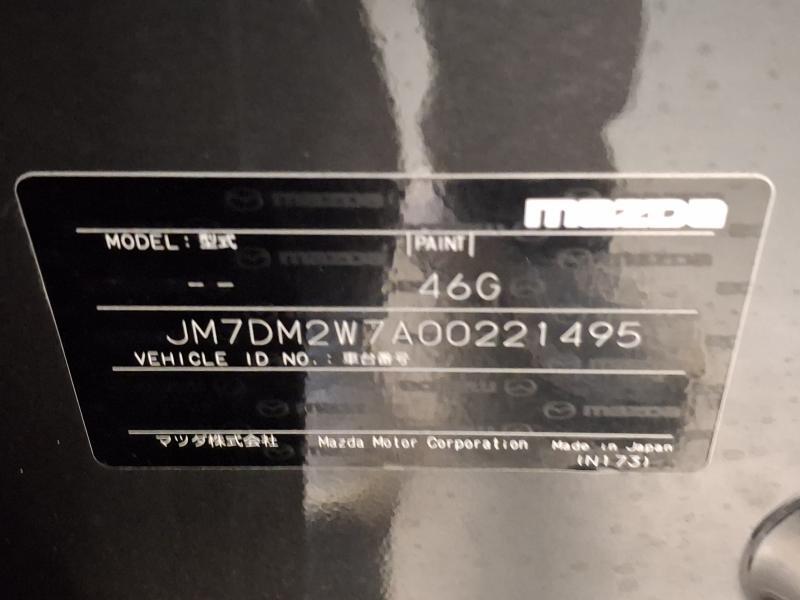 mazda
MODEL: 型式 PAINT
-- 46G
JM7DM2W7A00221495
VEHICLE ID NO.: 車台番号
マツダ株式会社 Mazda Motor Corporation Made in Japan
(N173)